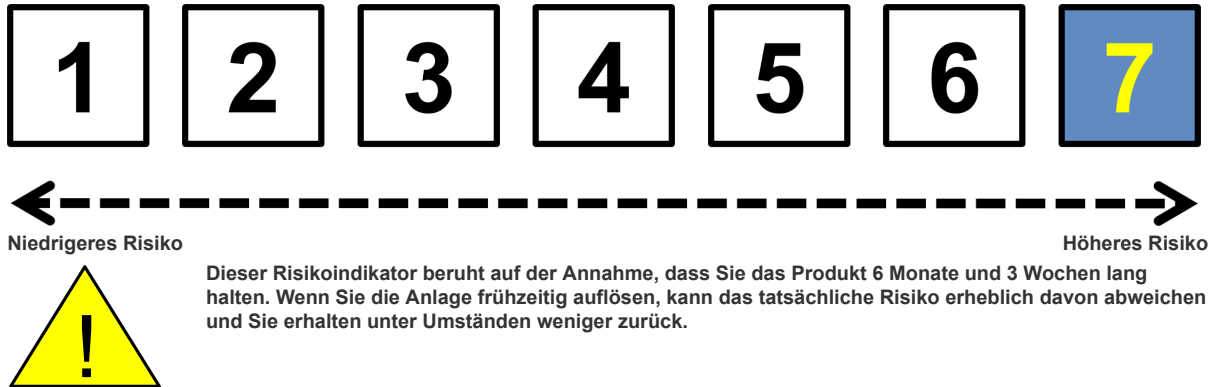 1 2 3 4 5 6 7
Niedrigeres Risiko Höheres Risiko
Dieser Risikoindikator beruht auf der Annahme, dass Sie das Produkt 6 Monate und 3 Wochen lang
halten. Wenn Sie die Anlage frühzeitig auflösen, kann das tatsächliche Risiko erheblich davon abweichen
und Sie erhalten unter Umständen weniger zurück.
!